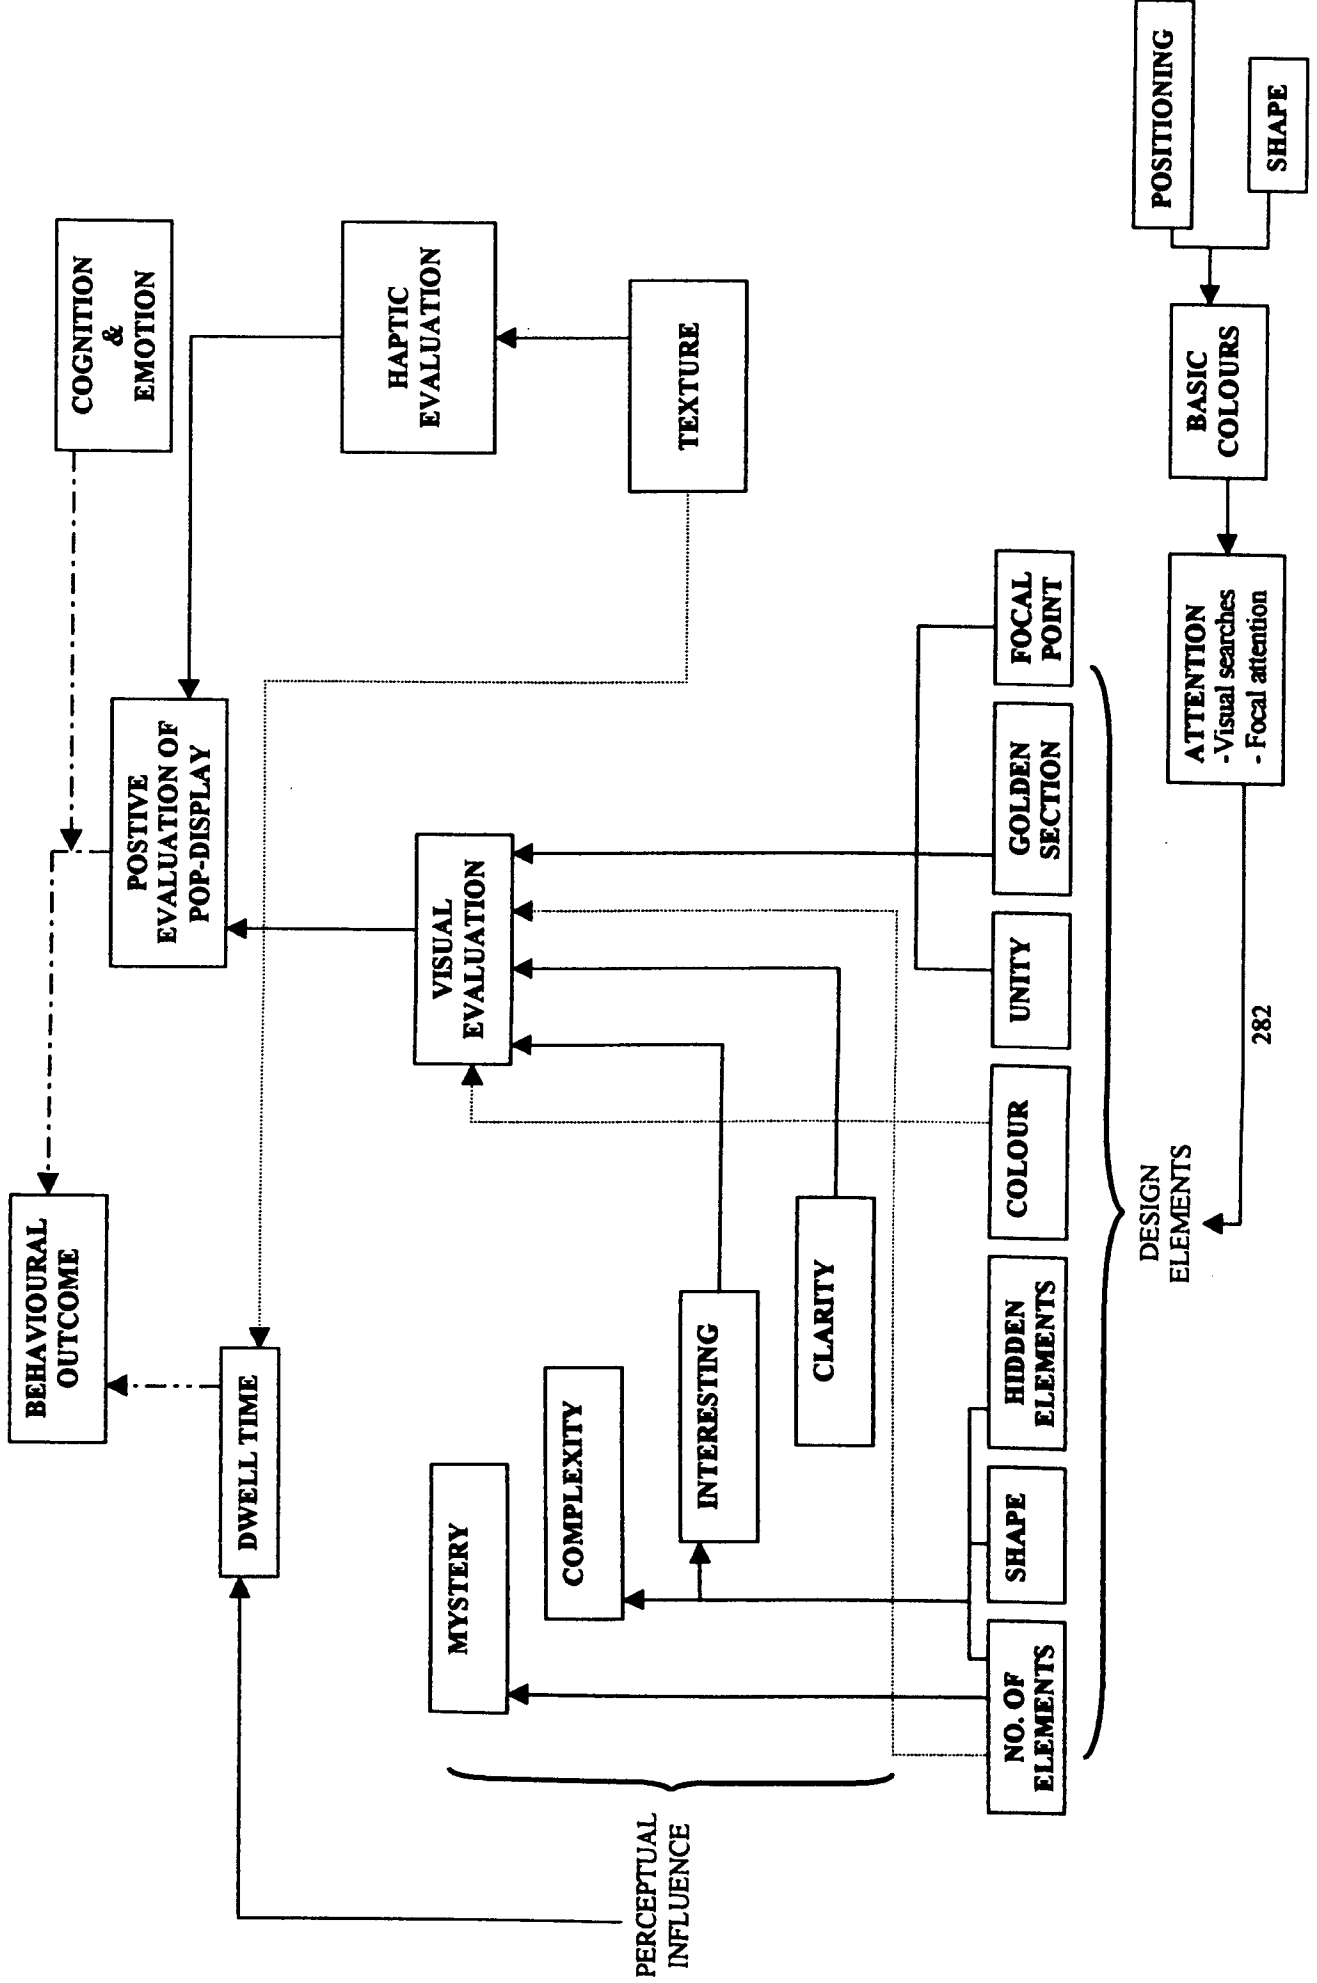 BEHAVIOURAL
OUTCOME
COGNITION
&
EMOTION
POSTIVE
EVALUATION OF
POP-DISPLAY
DWELL TIME
HAPTIC
EVALUATION
VISUAL
EVALUATION
MYSTERY
COMPLEXITY
TEXTURE
INTERESTING
PERCEPTUAL
INFLUENCE
CLARITY
NO. OF
ELEMENTS
SHAPE
HIDDEN
ELEMENTS
COLOUR
UNITY
GOLDEN
SECTION
FOCAL
POINT
DESIGN
ELEMENTS
ATTENTION
-Visual searches
- Focal attention
BASIC
COLOURS
POSITIONING
SHAPE
282